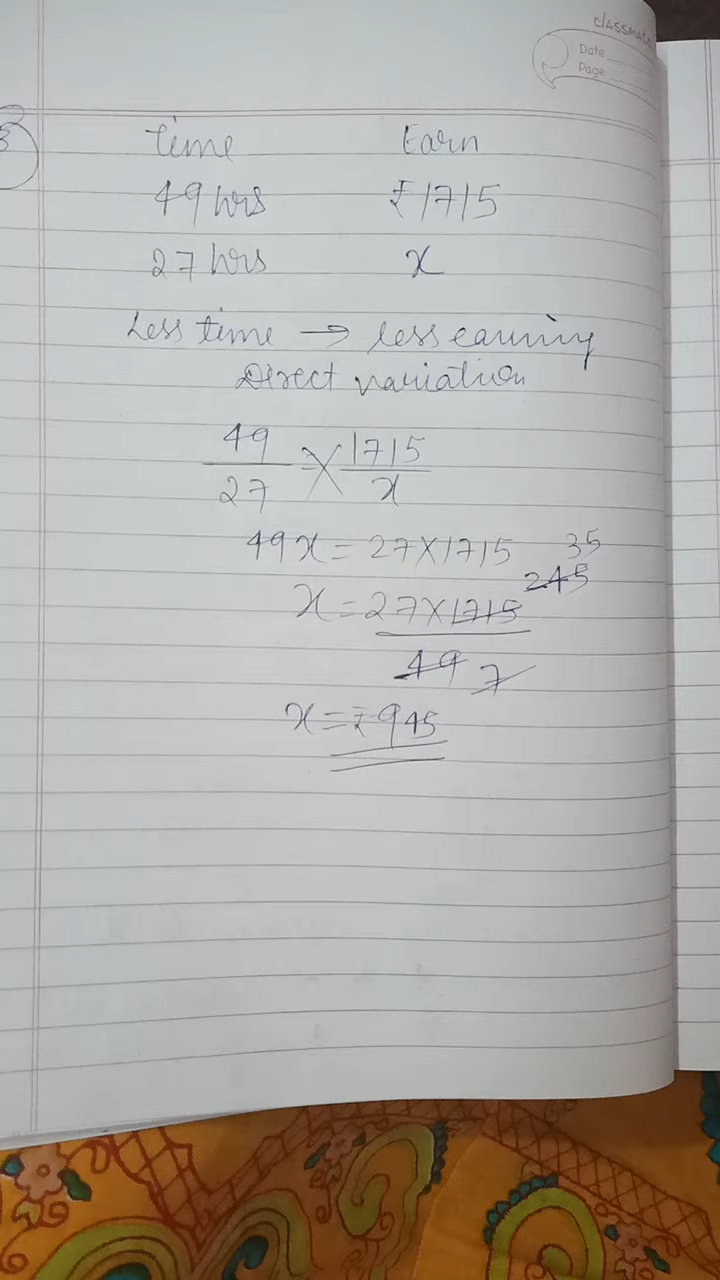 classmate
Date
Page
3
Time Earn
49 hrs ₹1715
27 hrs x
Less time → less earning
Direct variation
49 = 1715
27 x
49x = 27×1715 35
245
x = 27×1715
49 7
x = ₹945